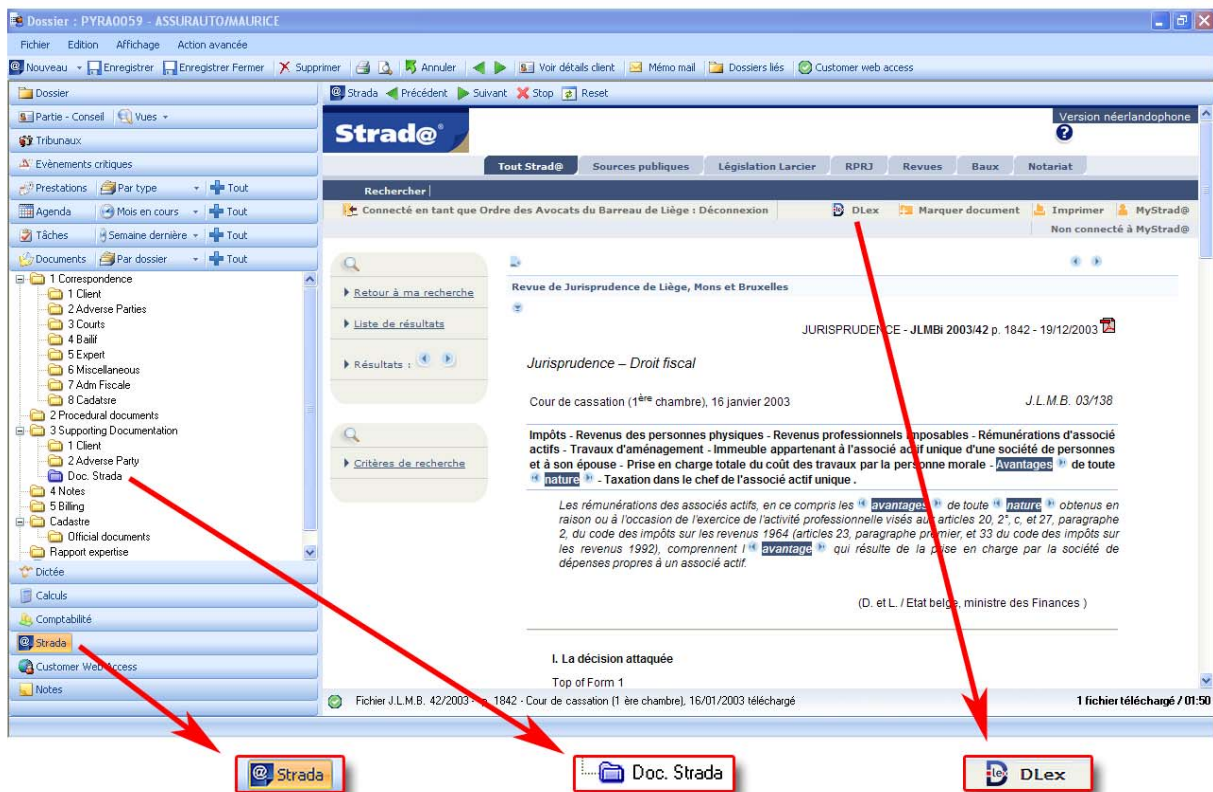 Dossier : PYRA0059 - ASSURAUTO/MAURICE
Fichier Edition Affichage Action avancée
Nouveau Enregistrer Enregistrer Fermer Supprimer Annuler Voir détails client Mémo mail Dossiers liés Customer web access
Dossier
Partie - Conseil Vues
Tribunaux
Evènements critiques
Prestations Par type Tout
Agenda Mois en cours Tout
Tâches Semaine dernière Tout
Documents Par dossier Tout
1 Correspondence
1 Client
2 Adverse Parties
3 Courts
4 Bailif
5 Expert
6 Miscellaneous
7 Adm Fiscale
8 Cadatsre
2 Procedural documents
3 Supporting Documentation
1 Client
2 Adverse Party
Doc. Strada
4 Notes
5 Billing
Cadastre
Official documents
Rapport expertise
Dictée
Calculs
Comptabilité
Strada
Customer Web Access
Notes
Strada Précédent Suivant Stop Reset
Strad@
Version néerlandophone
Tout Strad@ Sources publiques Législation Larcier RPRJ Revues Baux Notariat
Rechercher |
Connecté en tant que Ordre des Avocats du Barreau de Liège : Déconnexion DLex Marquer document Imprimer MyStrad@
Non connecté à MyStrad@
Retour à ma recherche
Liste de résultats
Résultats :
Critères de recherche
Revue de Jurisprudence de Liège, Mons et Bruxelles
JURISPRUDENCE - JLMBi 2003/42 p. 1842 - 19/12/2003
Jurisprudence – Droit fiscal
Cour de cassation (1ère chambre), 16 janvier 2003 J.L.M.B. 03/138
Impôts - Revenus des personnes physiques - Revenus professionnels imposables - Rémunérations d'associé
actifs - Travaux d'aménagement - Immeuble appartenant à l'associé actif unique d'une société de personnes
et à son épouse - Prise en charge totale du coût des travaux par la personne morale - Avantages de toute
nature - Taxation dans le chef de l'associé actif unique .
Les rémunérations des associés actifs, en ce compris les avantages de toute nature obtenus en
raison ou à l'occasion de l'exercice de l'activité professionnelle visés aux articles 20, 2°, c, et 27, paragraphe
2, du code des impôts sur les revenus 1964 (articles 23, paragraphe premier, et 33 du code des impôts sur
les revenus 1992), comprennent l' avantage qui résulte de la prise en charge par la société de
dépenses propres à un associé actif.
(D. et L. / Etat belge, ministre des Finances )
I. La décision attaquée
Top of Form 1
Fichier J.L.M.B. 42/2003 - p. 1842 - Cour de cassation (1 ère chambre), 16/01/2003 téléchargé 1 fichier téléchargé / 01:50
Strada
Doc. Strada
DLex